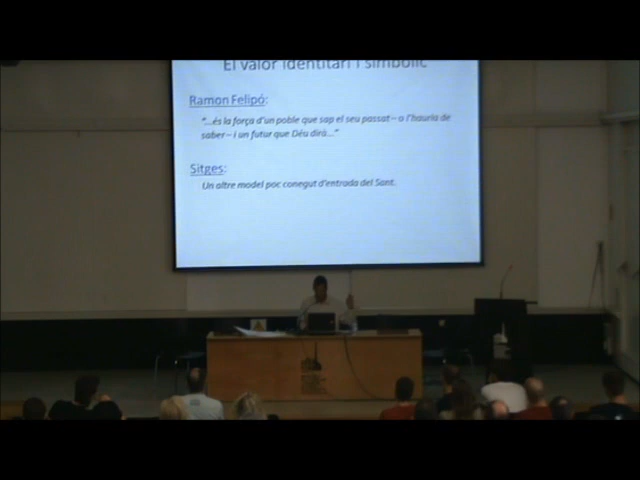 El valor identitari i simbòlic
Ramon Felipó:
“...és la força d'un poble que sap el seu passat – o l'hauria de
saber – i un futur que Déu dirà...”
Sitges:
Un altre model poc conegut d'entrada del Sant.